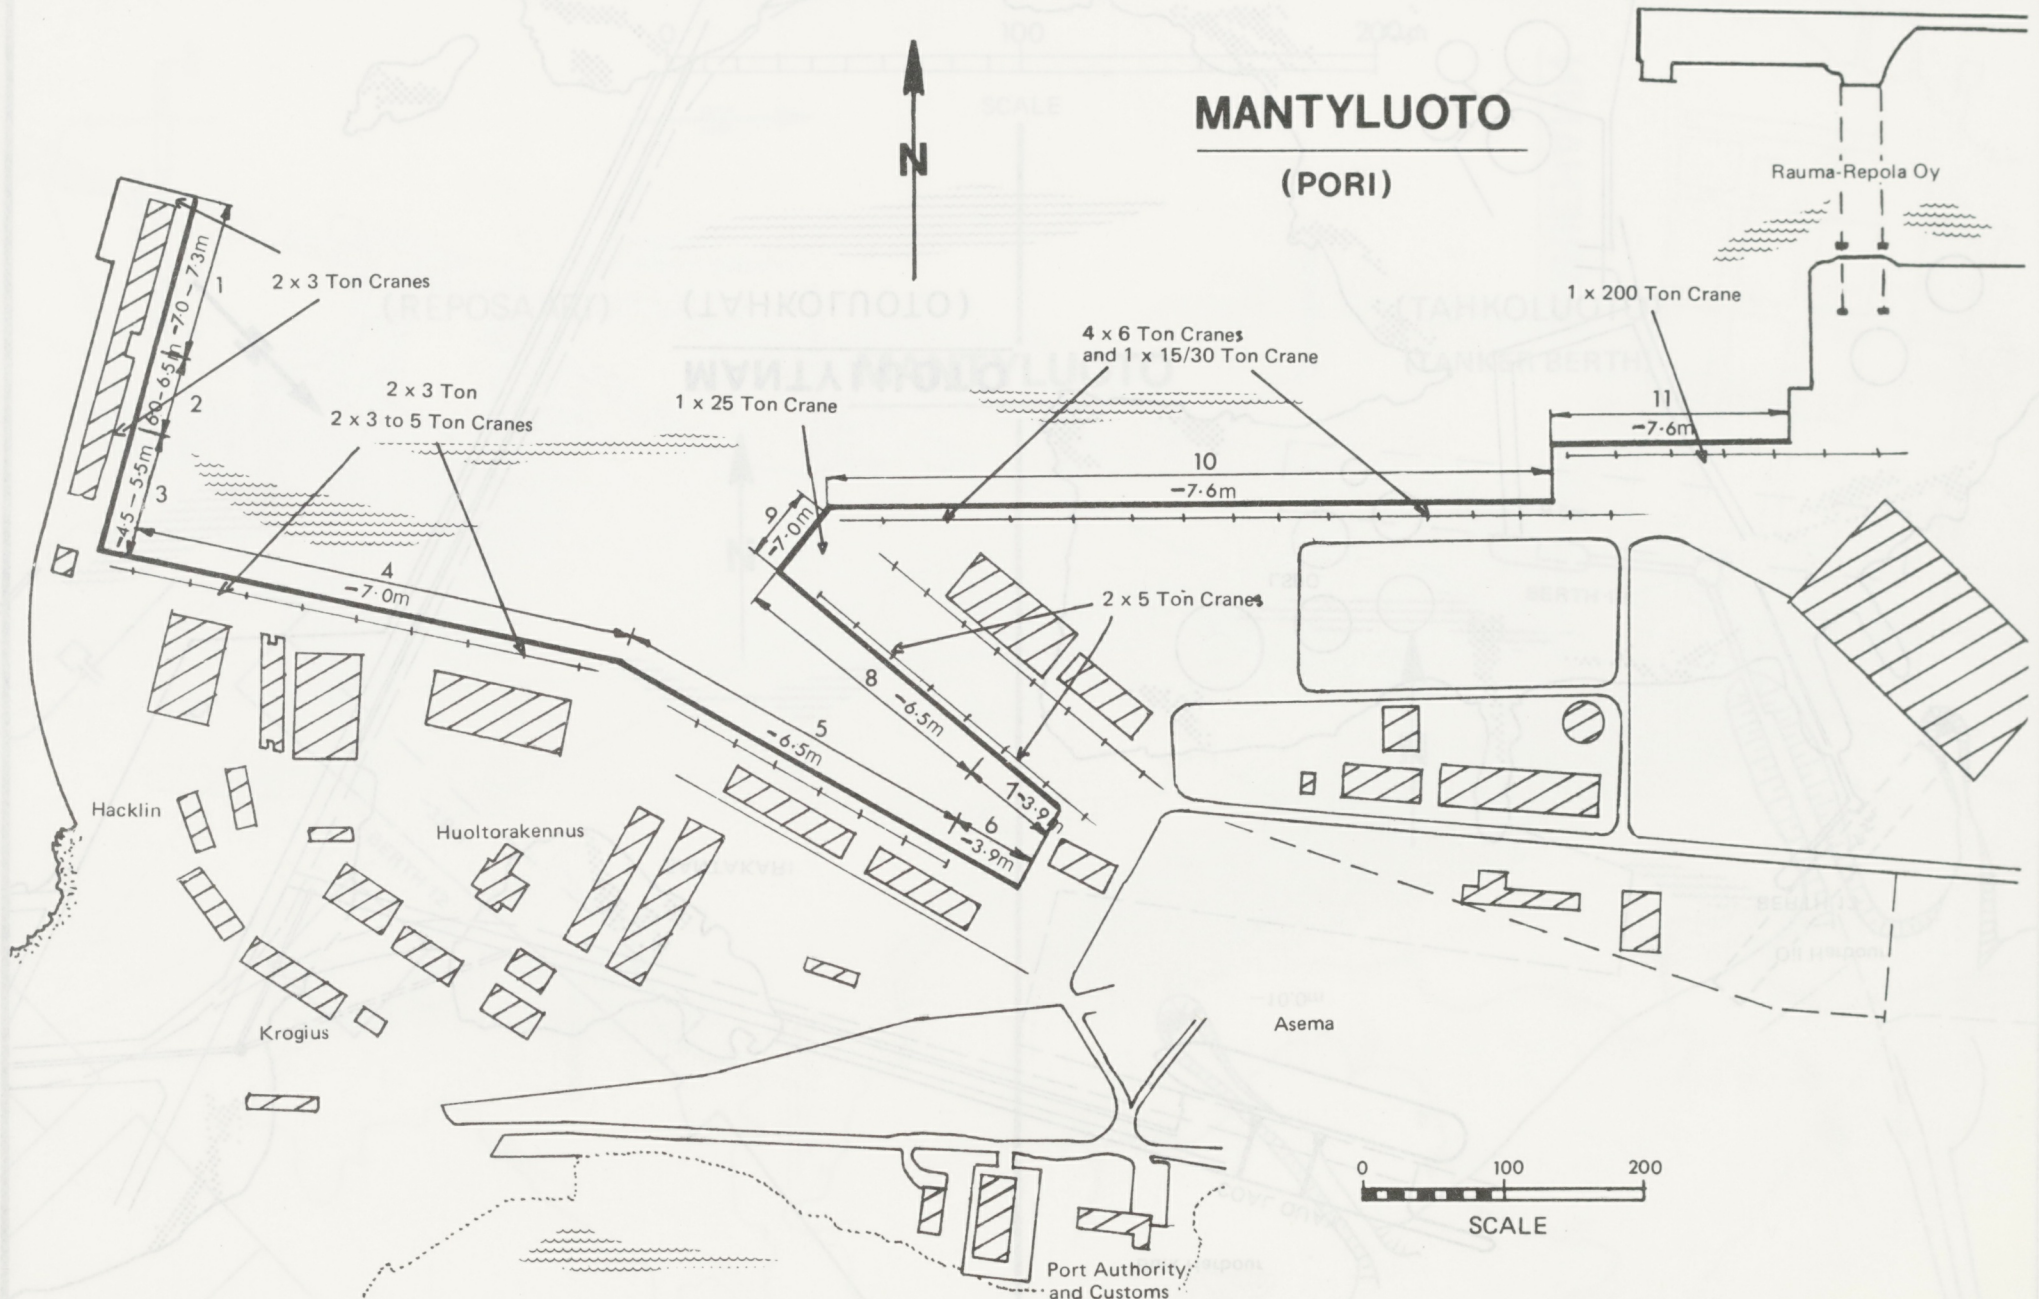 MANTYLUOTO
(PORI)
N
Rauma-Repola Oy
2 x 3 Ton Cranes
1 x 200 Ton Crane
4 x 6 Ton Cranes
and 1 x 15/30 Ton Crane
2 x 3 Ton
2 x 3 to 5 Ton Cranes
1 x 25 Ton Crane
1
-7·0 - 7·3m
2
6·0 - 6·5m
3
-4·5 - 5·5m
4
-7·0m
5
-6·5m
6
-3·9m
7
-3·9m
8
-6·5m
9
-7·0m
10
-7·6m
11
-7·6m
2 x 5 Ton Cranes
Hacklin
Huoltorakennus
Krogius
Asema
0 100 200
SCALE
Port Authority
and Customs